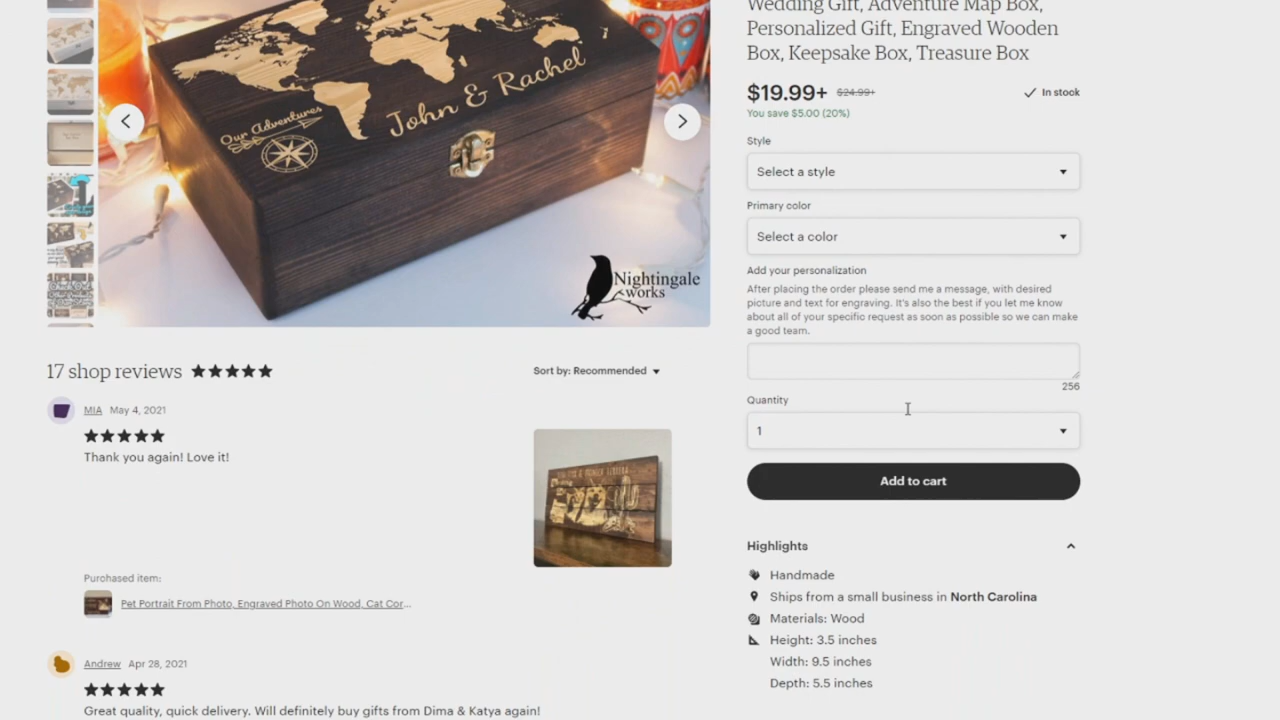 Wedding Gift, Adventure Map Box,
Personalized Gift, Engraved Wooden
Box, Keepsake Box, Treasure Box
$19.99+ $24.99+ In stock
You save $5.00 (20%)
Style
Select a style
Primary color
Select a color
Add your personalization
After placing the order please send me a message, with desired
picture and text for engraving. It's also the best if you let me know
about all of your specific request as soon as possible so we can make
a good team.
256
Quantity
1
Add to cart
Highlights
Handmade
Ships from a small business in North Carolina
Materials: Wood
Height: 3.5 inches
Width: 9.5 inches
Depth: 5.5 inches
John & Rachel
Our Adventures
Nightingale
works
17 shop reviews
Sort by: Recommended
MIA May 4, 2021
Thank you again! Love it!
Purchased item:
Pet Portrait From Photo, Engraved Photo On Wood, Cat Cor...
Andrew Apr 28, 2021
Great quality, quick delivery. Will definitely buy gifts from Dima & Katya again!